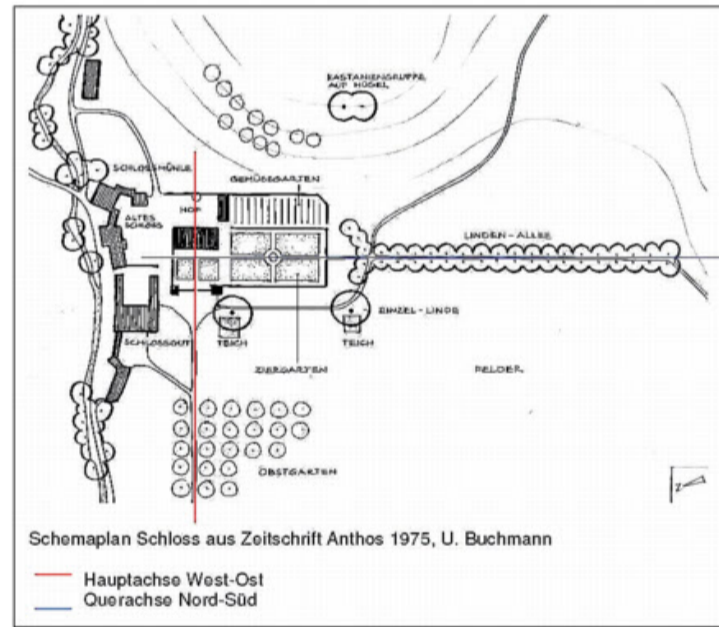 KASTANIENGRUPPE
AUF HÜGEL
SCHLOSSMÜHLE
GEMÜSEGARTEN
ALTES
SCHLOSS
HOF
LINDEN-ALLEE
EINZEL-LINDE
SCHLOSSGUT
TEICH
TEICH
ZIERGARTEN
FELDER
OBSTGARTEN
Z
Schemaplan Schloss aus Zeitschrift Anthos 1975, U. Buchmann
Hauptachse West-Ost
Querachse Nord-Süd